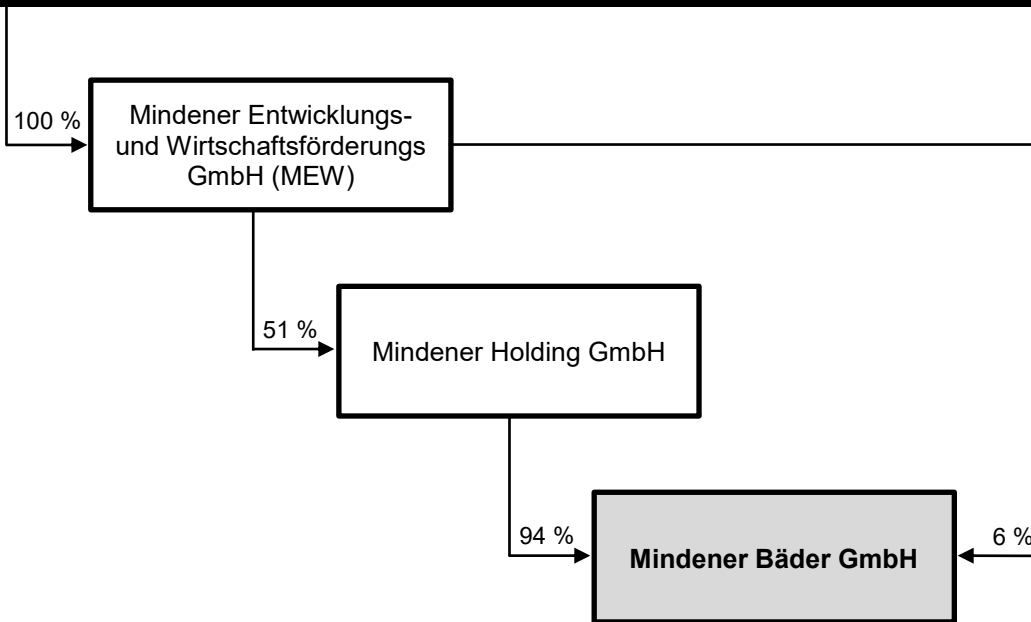 100 %
Mindener Entwicklungs-
und Wirtschaftsförderungs
GmbH (MEW)
51 %
Mindener Holding GmbH
94 %
Mindener Bäder GmbH
6 %